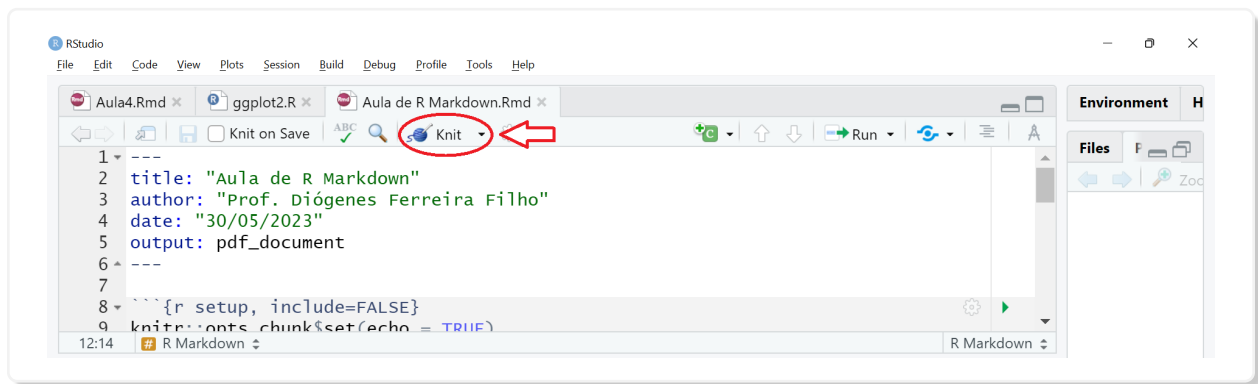 RStudio
File Edit Code View Plots Session Build Debug Profile Tools Help
Aula4.Rmd ggplot2.R Aula de R Markdown.Rmd
Environment H
Knit on Save ABC Knit Run
Files P
Zoo
1 ---
2 title: "Aula de R Markdown"
3 author: "Prof. Diógenes Ferreira Filho"
4 date: "30/05/2023"
5 output: pdf_document
6 ---
7
8 ```{r setup, include=FALSE}
9 knitr::opts_chunk$set(echo = TRUE)
12:14 # R Markdown R Markdown